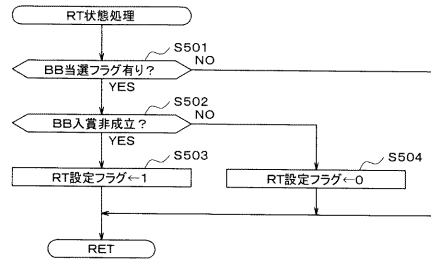 RT状態処理
S501
BB当選フラグ有り？
NO
YES
S502
BB入賞非成立？
NO
YES
S503
RT設定フラグ←1
S504
RT設定フラグ←0
RET